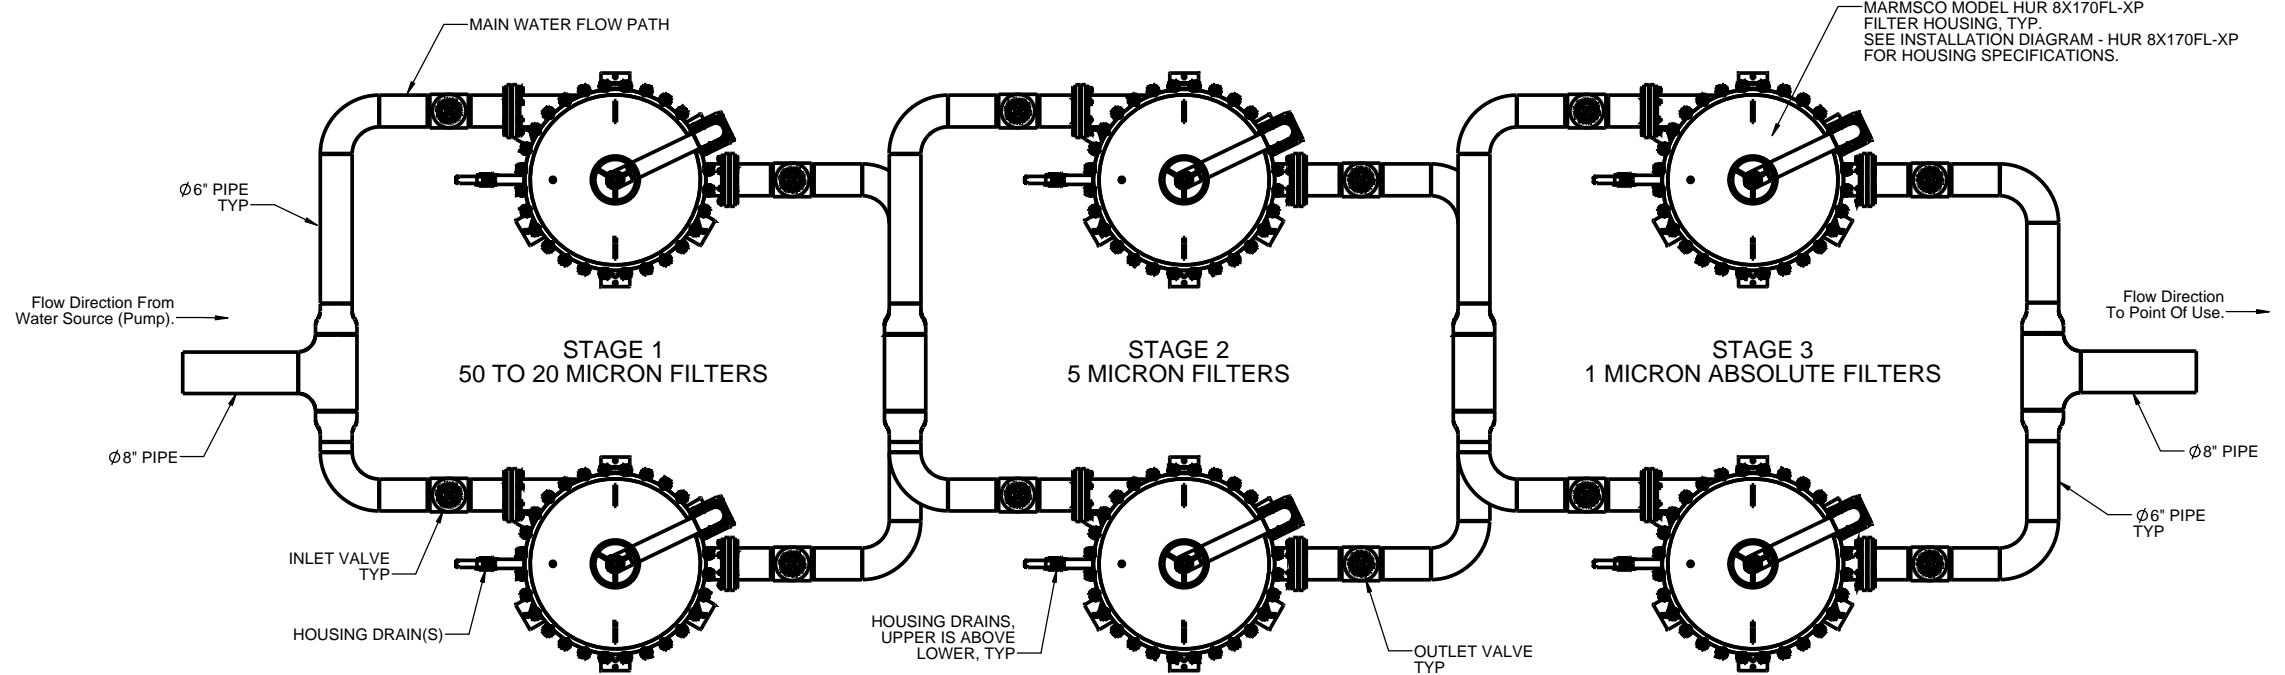 MAIN WATER FLOW PATH
MARMSCO MODEL HUR 8X170FL-XP
FILTER HOUSING, TYP.
SEE INSTALLATION DIAGRAM - HUR 8X170FL-XP
FOR HOUSING SPECIFICATIONS.
Ø6" PIPE
TYP
Flow Direction From
Water Source (Pump).
Flow Direction
To Point Of Use.
STAGE 1
50 TO 20 MICRON FILTERS
STAGE 2
5 MICRON FILTERS
STAGE 3
1 MICRON ABSOLUTE FILTERS
Ø8" PIPE
Ø8" PIPE
Ø6" PIPE
TYP
INLET VALVE
TYP
HOUSING DRAIN(S)
HOUSING DRAINS,
UPPER IS ABOVE
LOWER, TYP
OUTLET VALVE
TYP